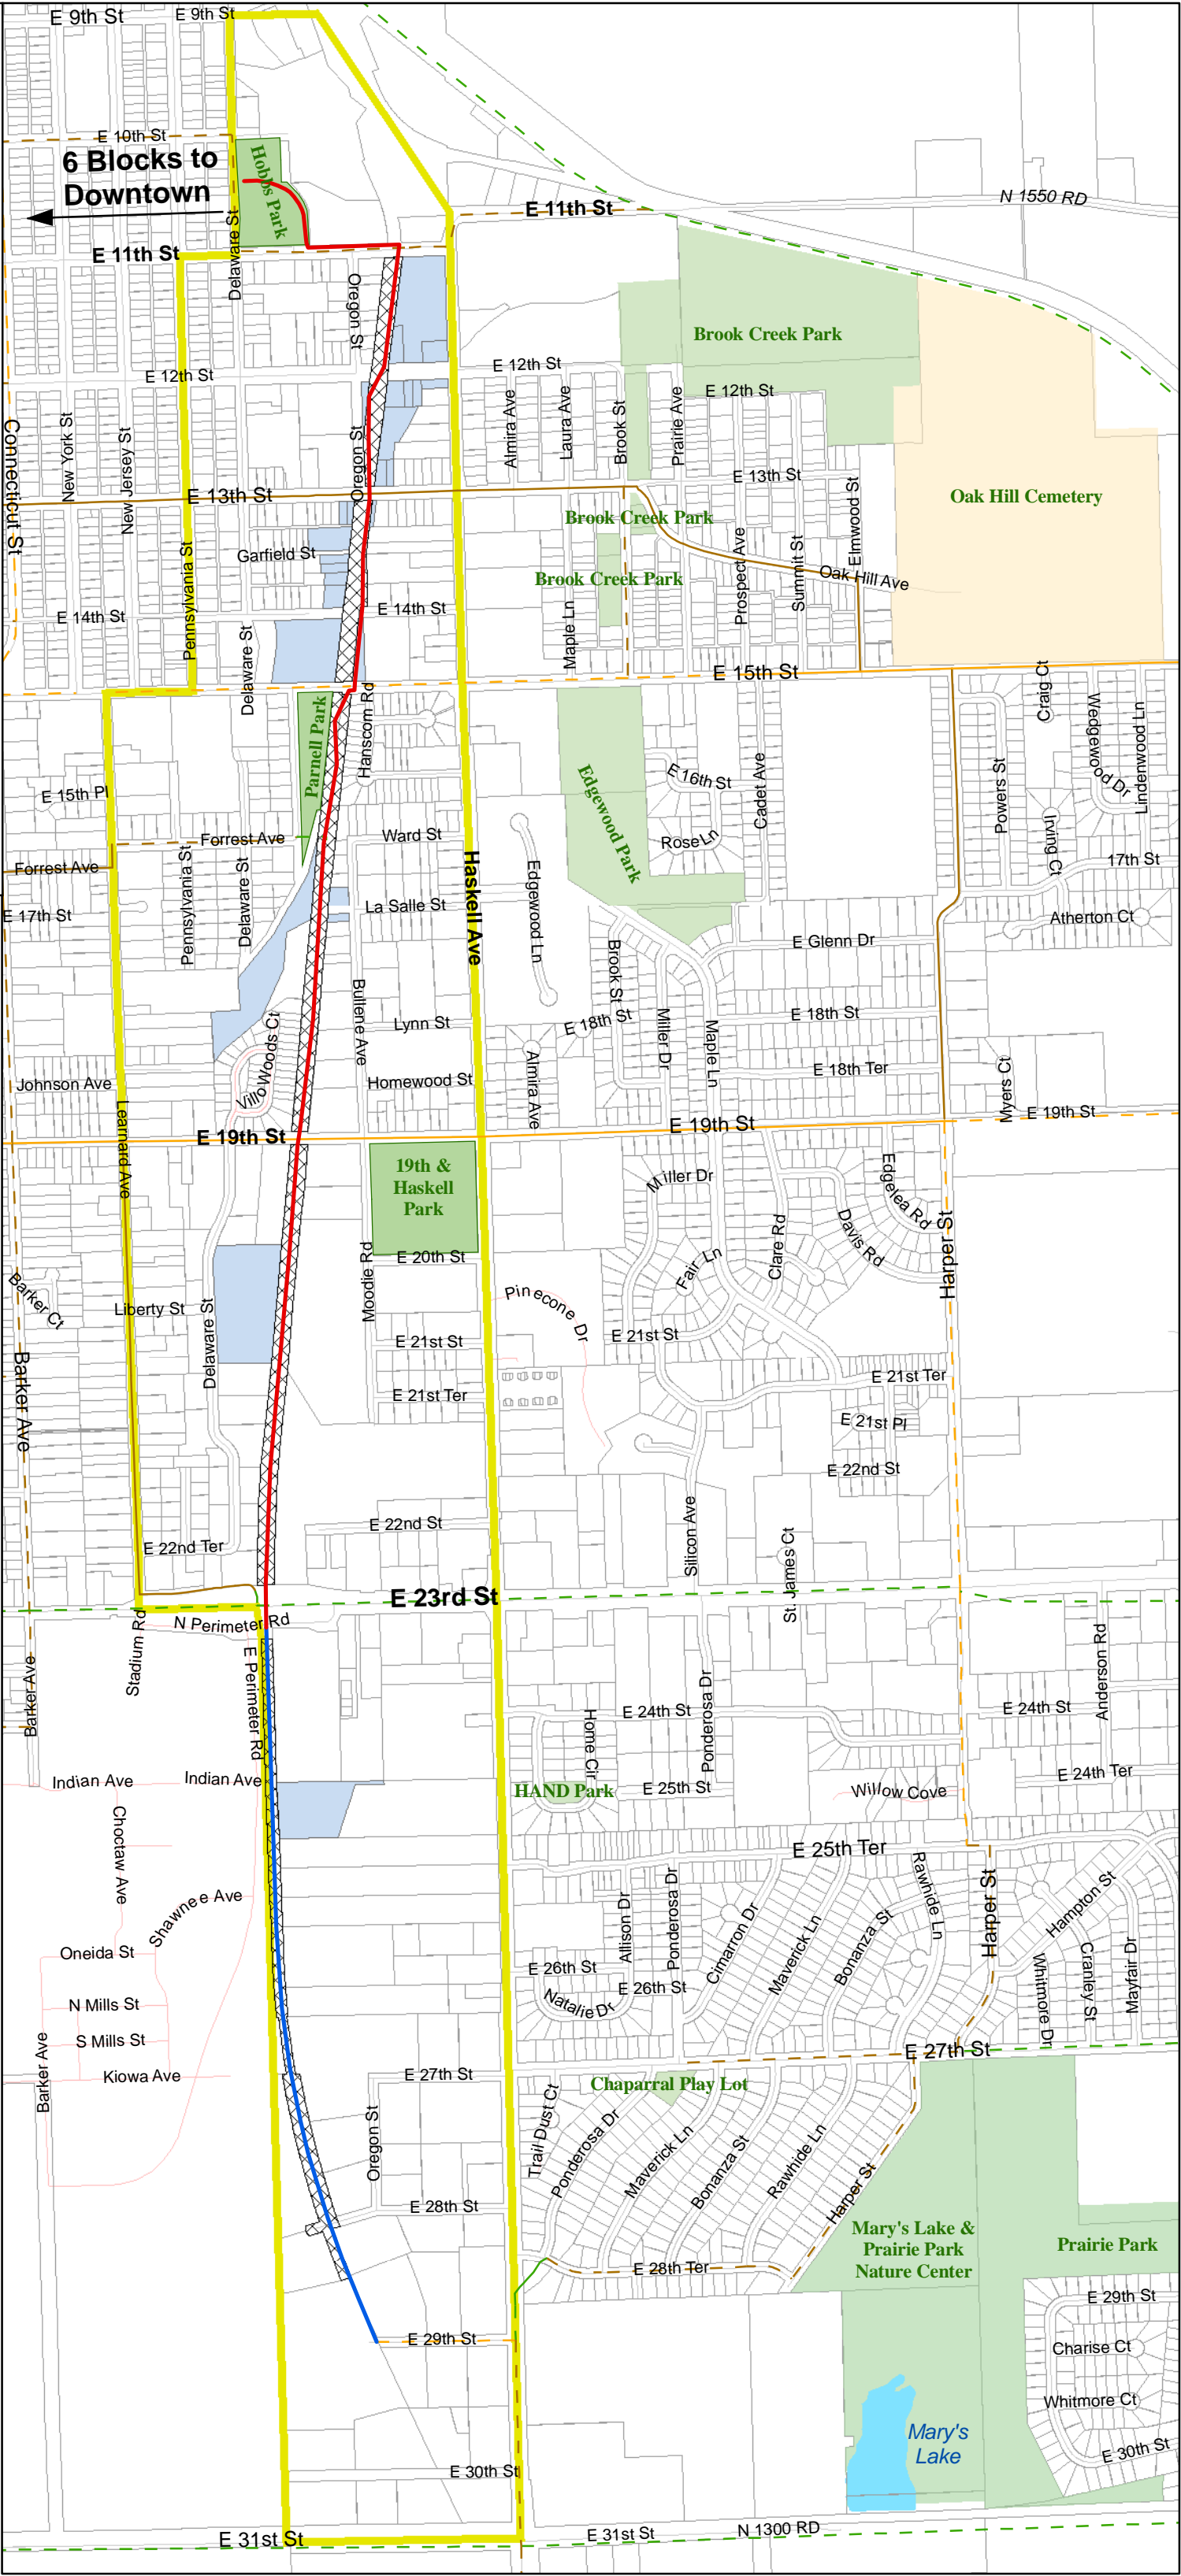 E 9th St
E 9th St
E 10th St
6 Blocks to
Downtown
Hobbs Park
N 1550 RD
E 11th St
E 11th St
Delaware St
Oregon St
Brook Creek Park
E 12th St
E 12th St
E 12th St
Connecticut St
New York St
New Jersey St
Oregon St
Almira Ave
Laura Ave
Brook St
Prairie Ave
E 13th St
E 13th St
Elmwood St
Oak Hill Cemetery
Brook Creek Park
Garfield St
Pennsylvania St
Brook Creek Park
Prospect Ave
Summit St
Oak Hill Ave
E 14th St
E 14th St
Maple Ln
Delaware St
E 15th St
Hanscom Rd
Parnell Park
Craig Ct
Wedgewood Dr
Lindenwood Ln
E 15th Pl
Edgewood Park
E 16th St
Cadet Ave
Powers St
Rose Ln
Irving Ct
Forrest Ave
Ward St
Forrest Ave
17th St
Pennsylvania St
Delaware St
Haskell Ave
Edgewood Ln
La Salle St
E 17th St
Atherton Ct
E Glenn Dr
Brook St
Bullene Ave
Lynn St
E 18th St
E 18th St
Miller Dr
Maple Ln
Villo Woods Ct
Homewood St
Almira Ave
E 18th Ter
Myers Ct
Johnson Ave
Learnard Ave
E 19th St
E 19th St
E 19th St
19th &
Haskell
Park
Miller Dr
Edgelea Rd
Davis Rd
Clare Rd
Harper St
E 20th St
Moodie Rd
Fair Ln
Barker Ct
Liberty St
Delaware St
Pinecone Dr
E 21st St
E 21st St
Barker Ave
E 21st Ter
E 21st Ter
E 21st Pl
E 22nd St
E 22nd St
E 22nd Ter
Silicon Ave
St. James Ct
E 23rd St
N Perimeter Rd
Stadium Rd
E Perimeter Rd
Barker Ave
Anderson Rd
E 24th St
Home Cir
Ponderosa Dr
E 24th St
Indian Ave
Indian Ave
HAND Park
E 25th St
Willow Cove
E 24th Ter
Choctaw Ave
E 25th Ter
Shawnee Ave
Allison Dr
Ponderosa Dr
Cimarron Dr
Maverick Ln
Bonanza St
Rawhide Ln
Harper St
Hampton St
Oneida St
E 26th St
E 26th St
Natalie Dr
Whitmore Dr
Cranley St
Mayfair Dr
N Mills St
S Mills St
Barker Ave
Kiowa Ave
E 27th St
E 27th St
Chaparral Play Lot
Oregon St
Trail Dust Ct
Ponderosa Dr
Maverick Ln
Bonanza St
Rawhide Ln
Harper St
E 28th St
Mary's Lake &
Prairie Park
Nature Center
Prairie Park
E 28th Ter
E 29th St
E 29th St
Charise Ct
Whitmore Ct
Mary's
Lake
E 30th St
E 30th St
E 31st St
E 31st St
N 1300 RD